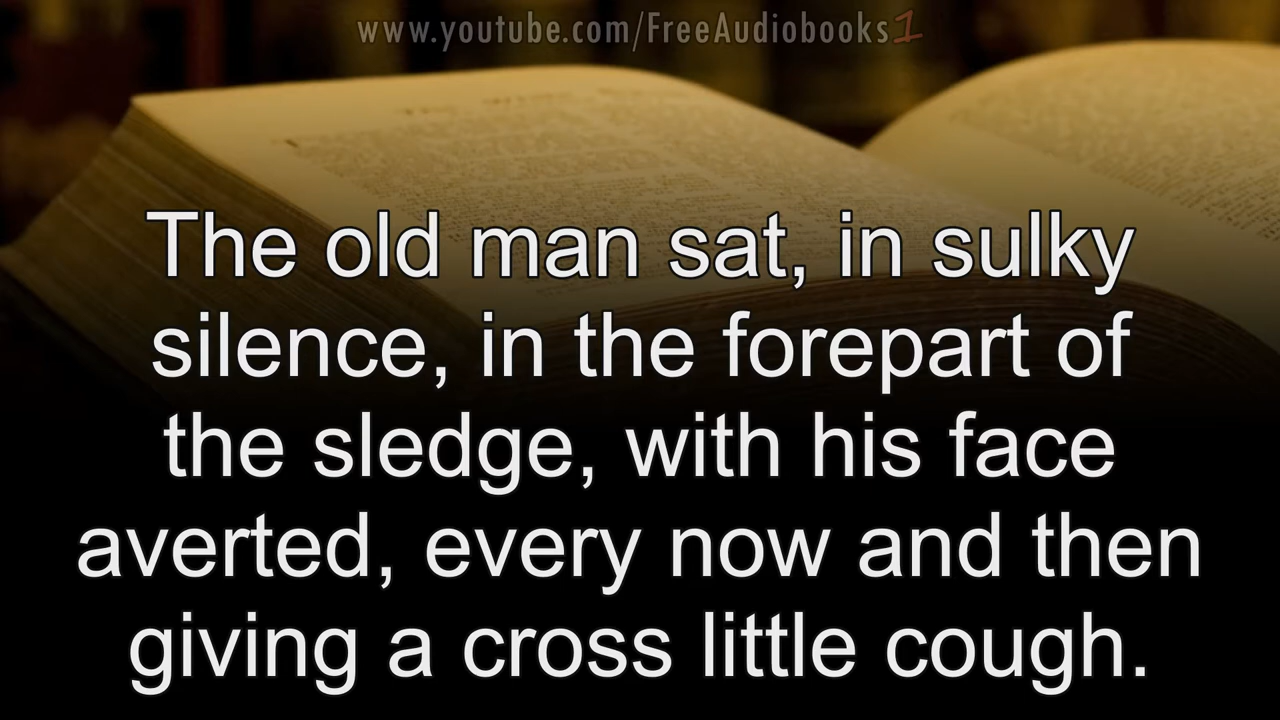 www.youtube.com/FreeAudiobooks1
The old man sat, in sulky
silence, in the forepart of
the sledge, with his face
averted, every now and then
giving a cross little cough.